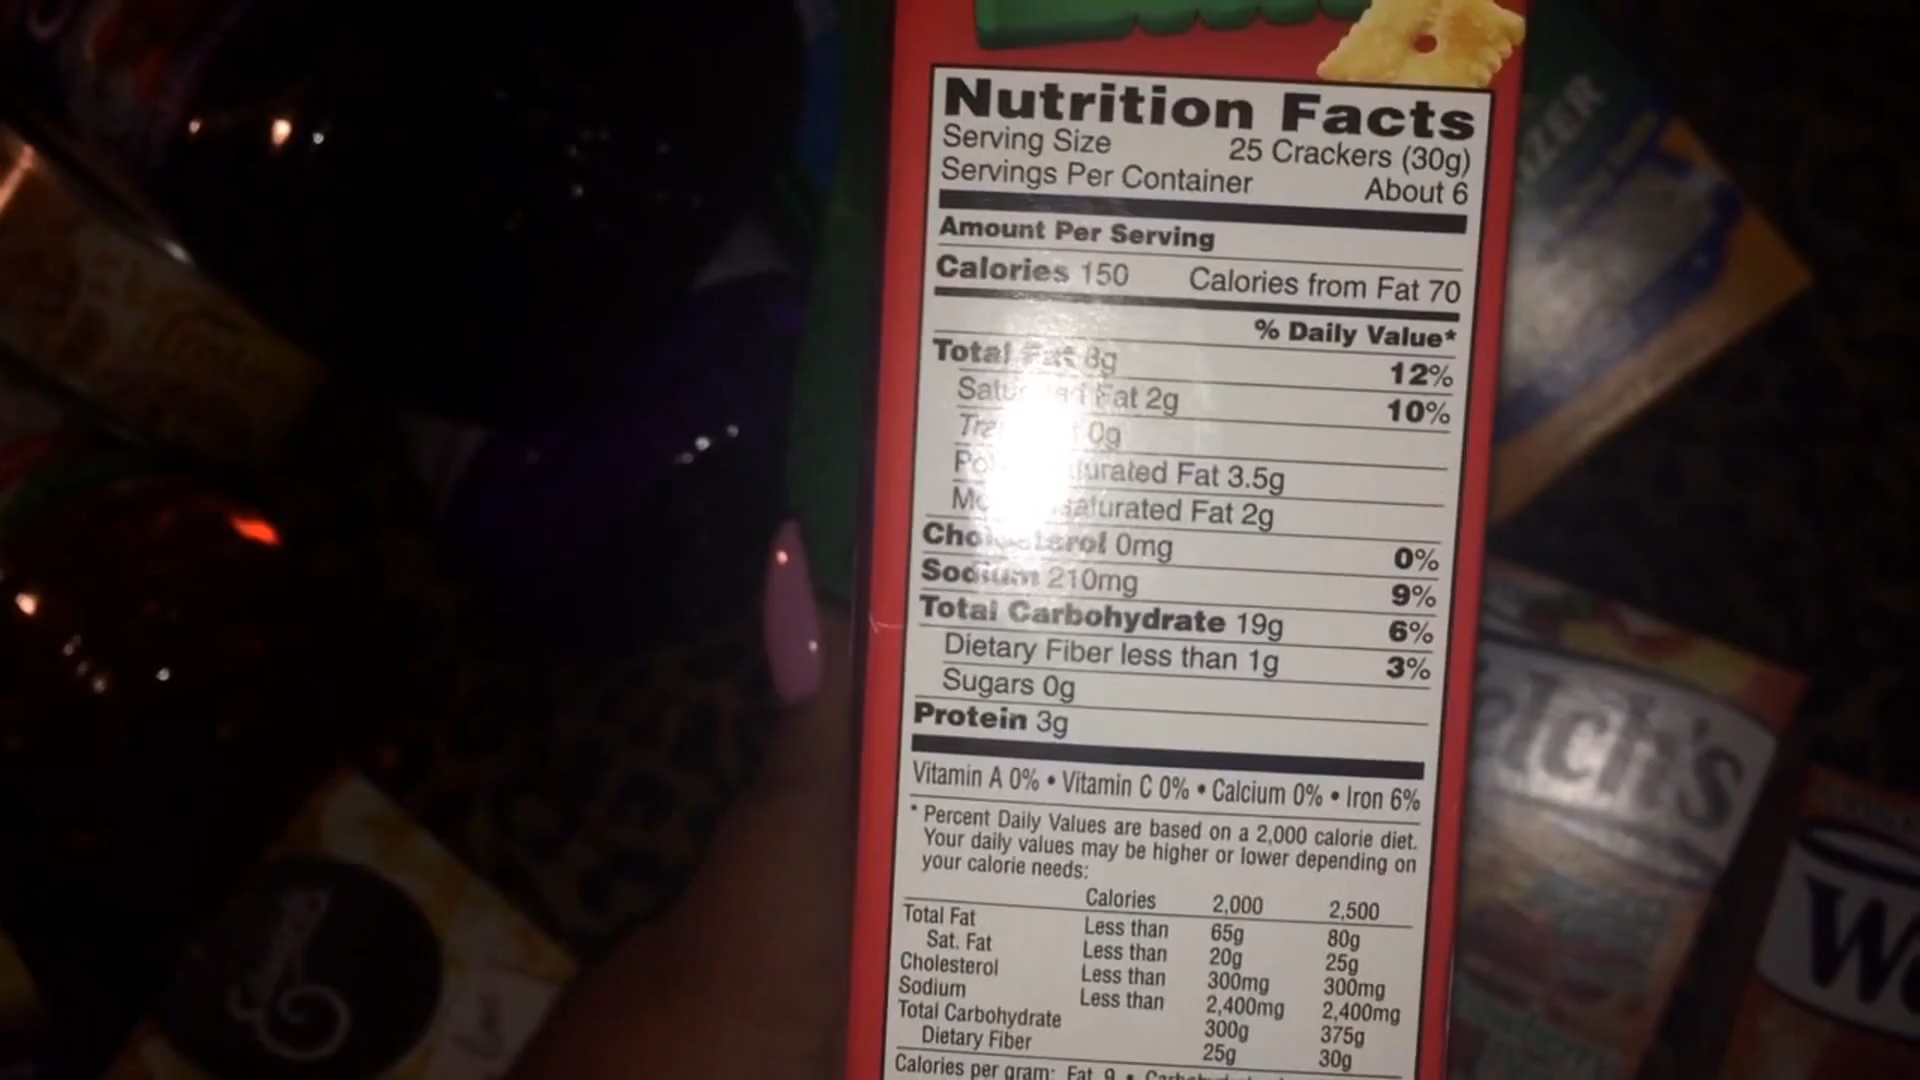 Nutrition Facts
Serving Size 25 Crackers (30g)
Servings Per Container About 6
Amount Per Serving
Calories 150 Calories from Fat 70
% Daily Value*
Total Fat 8g 12%
Saturated Fat 2g 10%
0g
Polyunsaturated Fat 3.5g
Monounsaturated Fat 2g
Cholesterol 0mg 0%
Sodium 210mg 9%
Total Carbohydrate 19g 6%
Dietary Fiber less than 1g 3%
Sugars 0g
Protein 3g
Vitamin A 0% • Vitamin C 0% • Calcium 0% • Iron 6%
* Percent Daily Values are based on a 2,000 calorie diet.
Your daily values may be higher or lower depending on
your calorie needs:
Calories 2,000 2,500
Total Fat Less than 65g 80g
Sat. Fat Less than 20g 25g
Cholesterol Less than 300mg 300mg
Sodium Less than 2,400mg 2,400mg
Total Carbohydrate 300g 375g
Dietary Fiber 25g 30g
Calories per gram: Fat 9 •